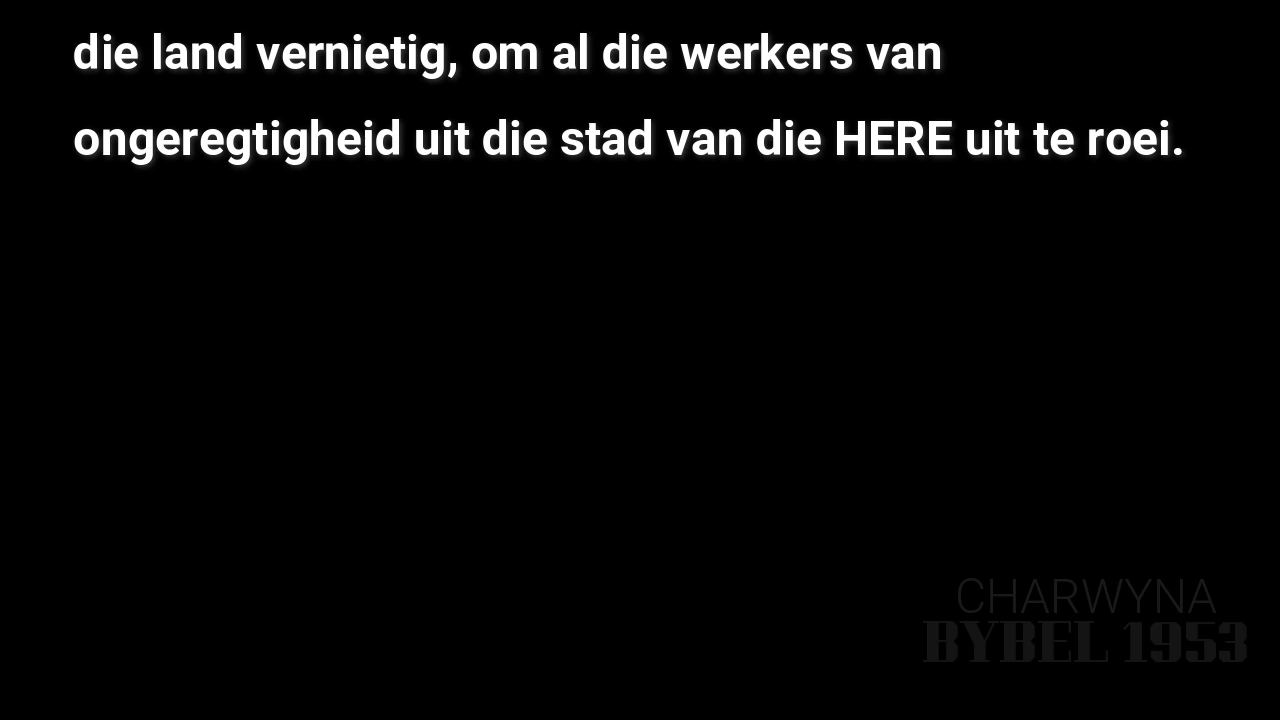 die land vernietig, om al die werkers van
ongeregtigheid uit die stad van die HERE uit te roei.
CHARWYNA
BYBEL 1953